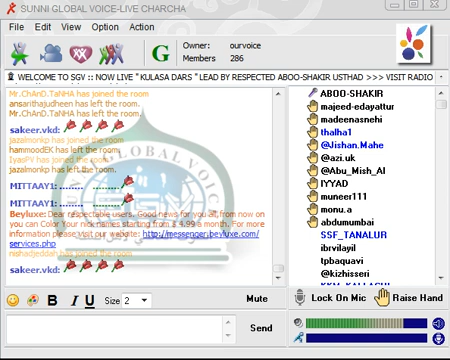 SUNNI GLOBAL VOICE-LIVE CHARCHA
File Edit View Option Action
G
Owner: ourvoice
Members 286
WELCOME TO SGV :: NOW LIVE " KULASA DARS " LEAD BY RESPECTED ABOO-SHAKIR USTHAD >>> VISIT RADIO
Mr.ChAnD.TaNHA has joined the room.
ansarithajudheen has left the room.
Mr.ChAnD.TaNHA has left the room.
sakeer.vkd:
jazalmonkp has joined the room.
hammoodEK has left the room.
IyasPV has joined the room.
jazalmonkp has left the room.
MITTAAY1: ........ ........
MITTAAY1: ........ ........
Beyluxe: Dear respectable users, Good news for you all, from now on
you can Color Your nick names starting from $ 4.99 6 month. For more
information please visit our website: http://messenger.beyluxe.com/
services.php
nishadjeddah has joined the room.
sakeer.vkd:
ABOO-SHAKIR
majeed-edayattur
madeenasnehi
thalha1
@Jishan.Mahe
@azi.uk
@Abu_Mish_Al
IYYAD
muneer111
monu.a
abdumumbai
SSF_TANALUR
ibrvilayil
tpbaquavi
@kizhisseri
B I U Size 2 Mute
Lock On Mic Raise Hand
Send